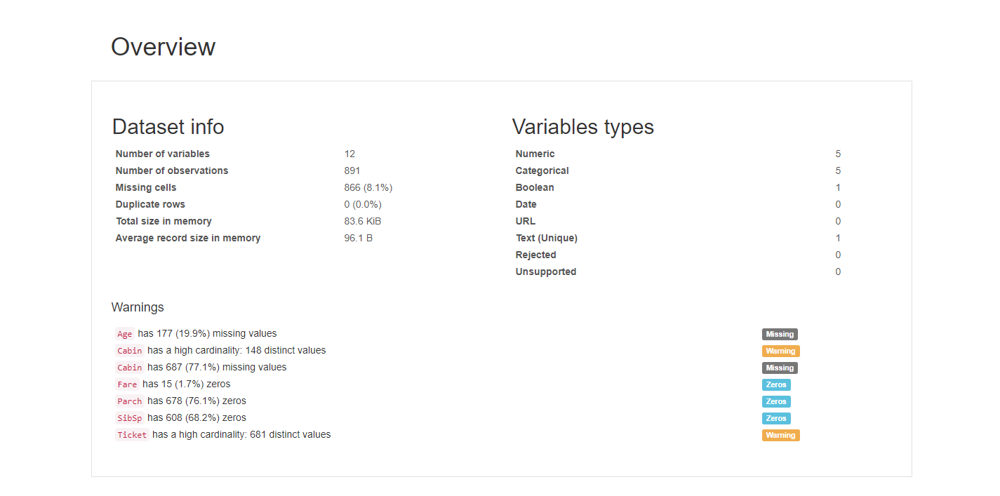 Overview
Dataset info
Number of variables 12
Number of observations 891
Missing cells 866 (8.1%)
Duplicate rows 0 (0.0%)
Total size in memory 83.6 KiB
Average record size in memory 96.1 B
Variables types
Numeric 5
Categorical 5
Boolean 1
Date 0
URL 0
Text (Unique) 1
Rejected 0
Unsupported 0
Warnings
Age has 177 (19.9%) missing values Missing
Cabin has a high cardinality: 148 distinct values Warning
Cabin has 687 (77.1%) missing values Missing
Fare has 15 (1.7%) zeros Zeros
Parch has 678 (76.1%) zeros Zeros
SibSp has 608 (68.2%) zeros Zeros
Ticket has a high cardinality: 681 distinct values Warning